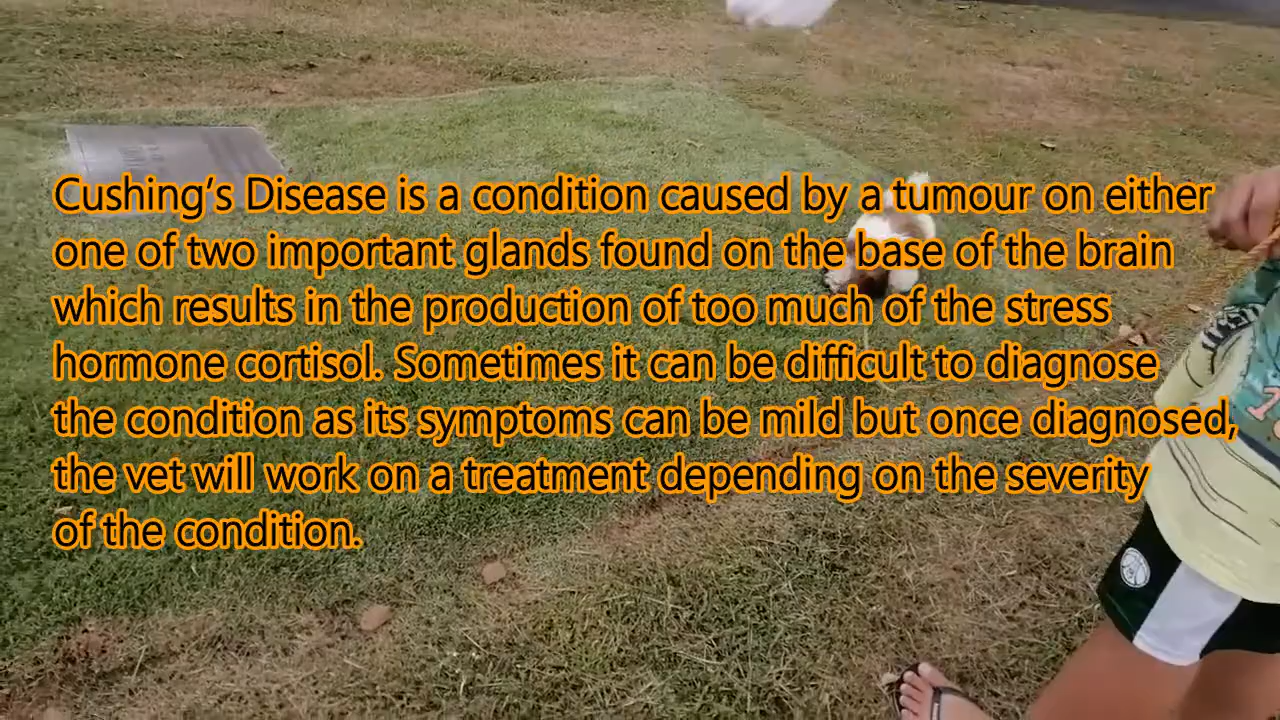 Cushing’s Disease is a condition caused by a tumour on either
one of two important glands found on the base of the brain
which results in the production of too much of the stress
hormone cortisol. Sometimes it can be difficult to diagnose
the condition as its symptoms can be mild but once diagnosed,
the vet will work on a treatment depending on the severity
of the condition.